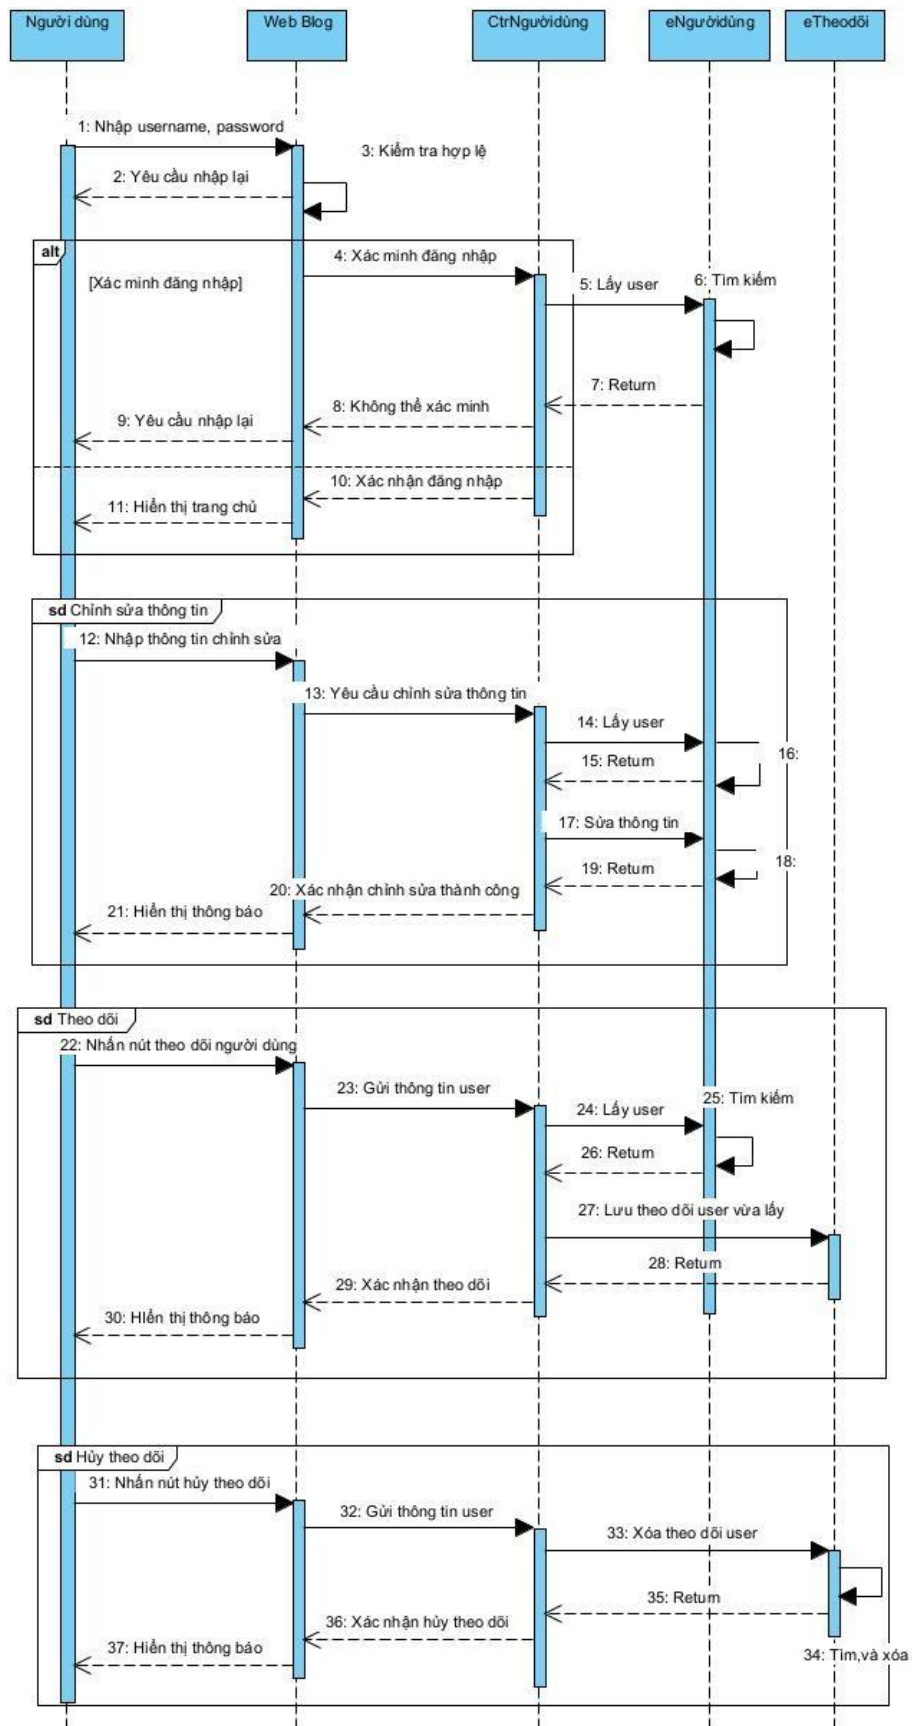 Người dùng
Web Blog
CtrNgườidùng
eNgườidùng
eTheodõi
1: Nhập username, password
3: Kiểm tra hợp lệ
2: Yêu cầu nhập lại
alt
4: Xác minh đăng nhập
[Xác minh đăng nhập]
5: Lấy user
6: Tìm kiếm
7: Return
8: Không thể xác minh
9: Yêu cầu nhập lại
10: Xác nhận đăng nhập
11: Hiển thị trang chủ
sd Chỉnh sửa thông tin
12: Nhập thông tin chỉnh sửa
13: Yêu cầu chỉnh sửa thông tin
14: Lấy user
16:
15: Return
17: Sửa thông tin
18:
19: Return
20: Xác nhận chỉnh sửa thành công
21: Hiển thị thông báo
sd Theo dõi
22: Nhấn nút theo dõi người dùng
23: Gửi thông tin user
24: Lấy user
25: Tìm kiếm
26: Return
27: Lưu theo dõi user vừa lấy
28: Return
29: Xác nhận theo dõi
30: HIển thị thông báo
sd Hủy theo dõi
31: Nhấn nút hủy theo dõi
32: Gửi thông tin user
33: Xóa theo dõi user
35: Return
36: Xác nhận hủy theo dõi
37: Hiển thị thông báo
34: Tìm,và xóa